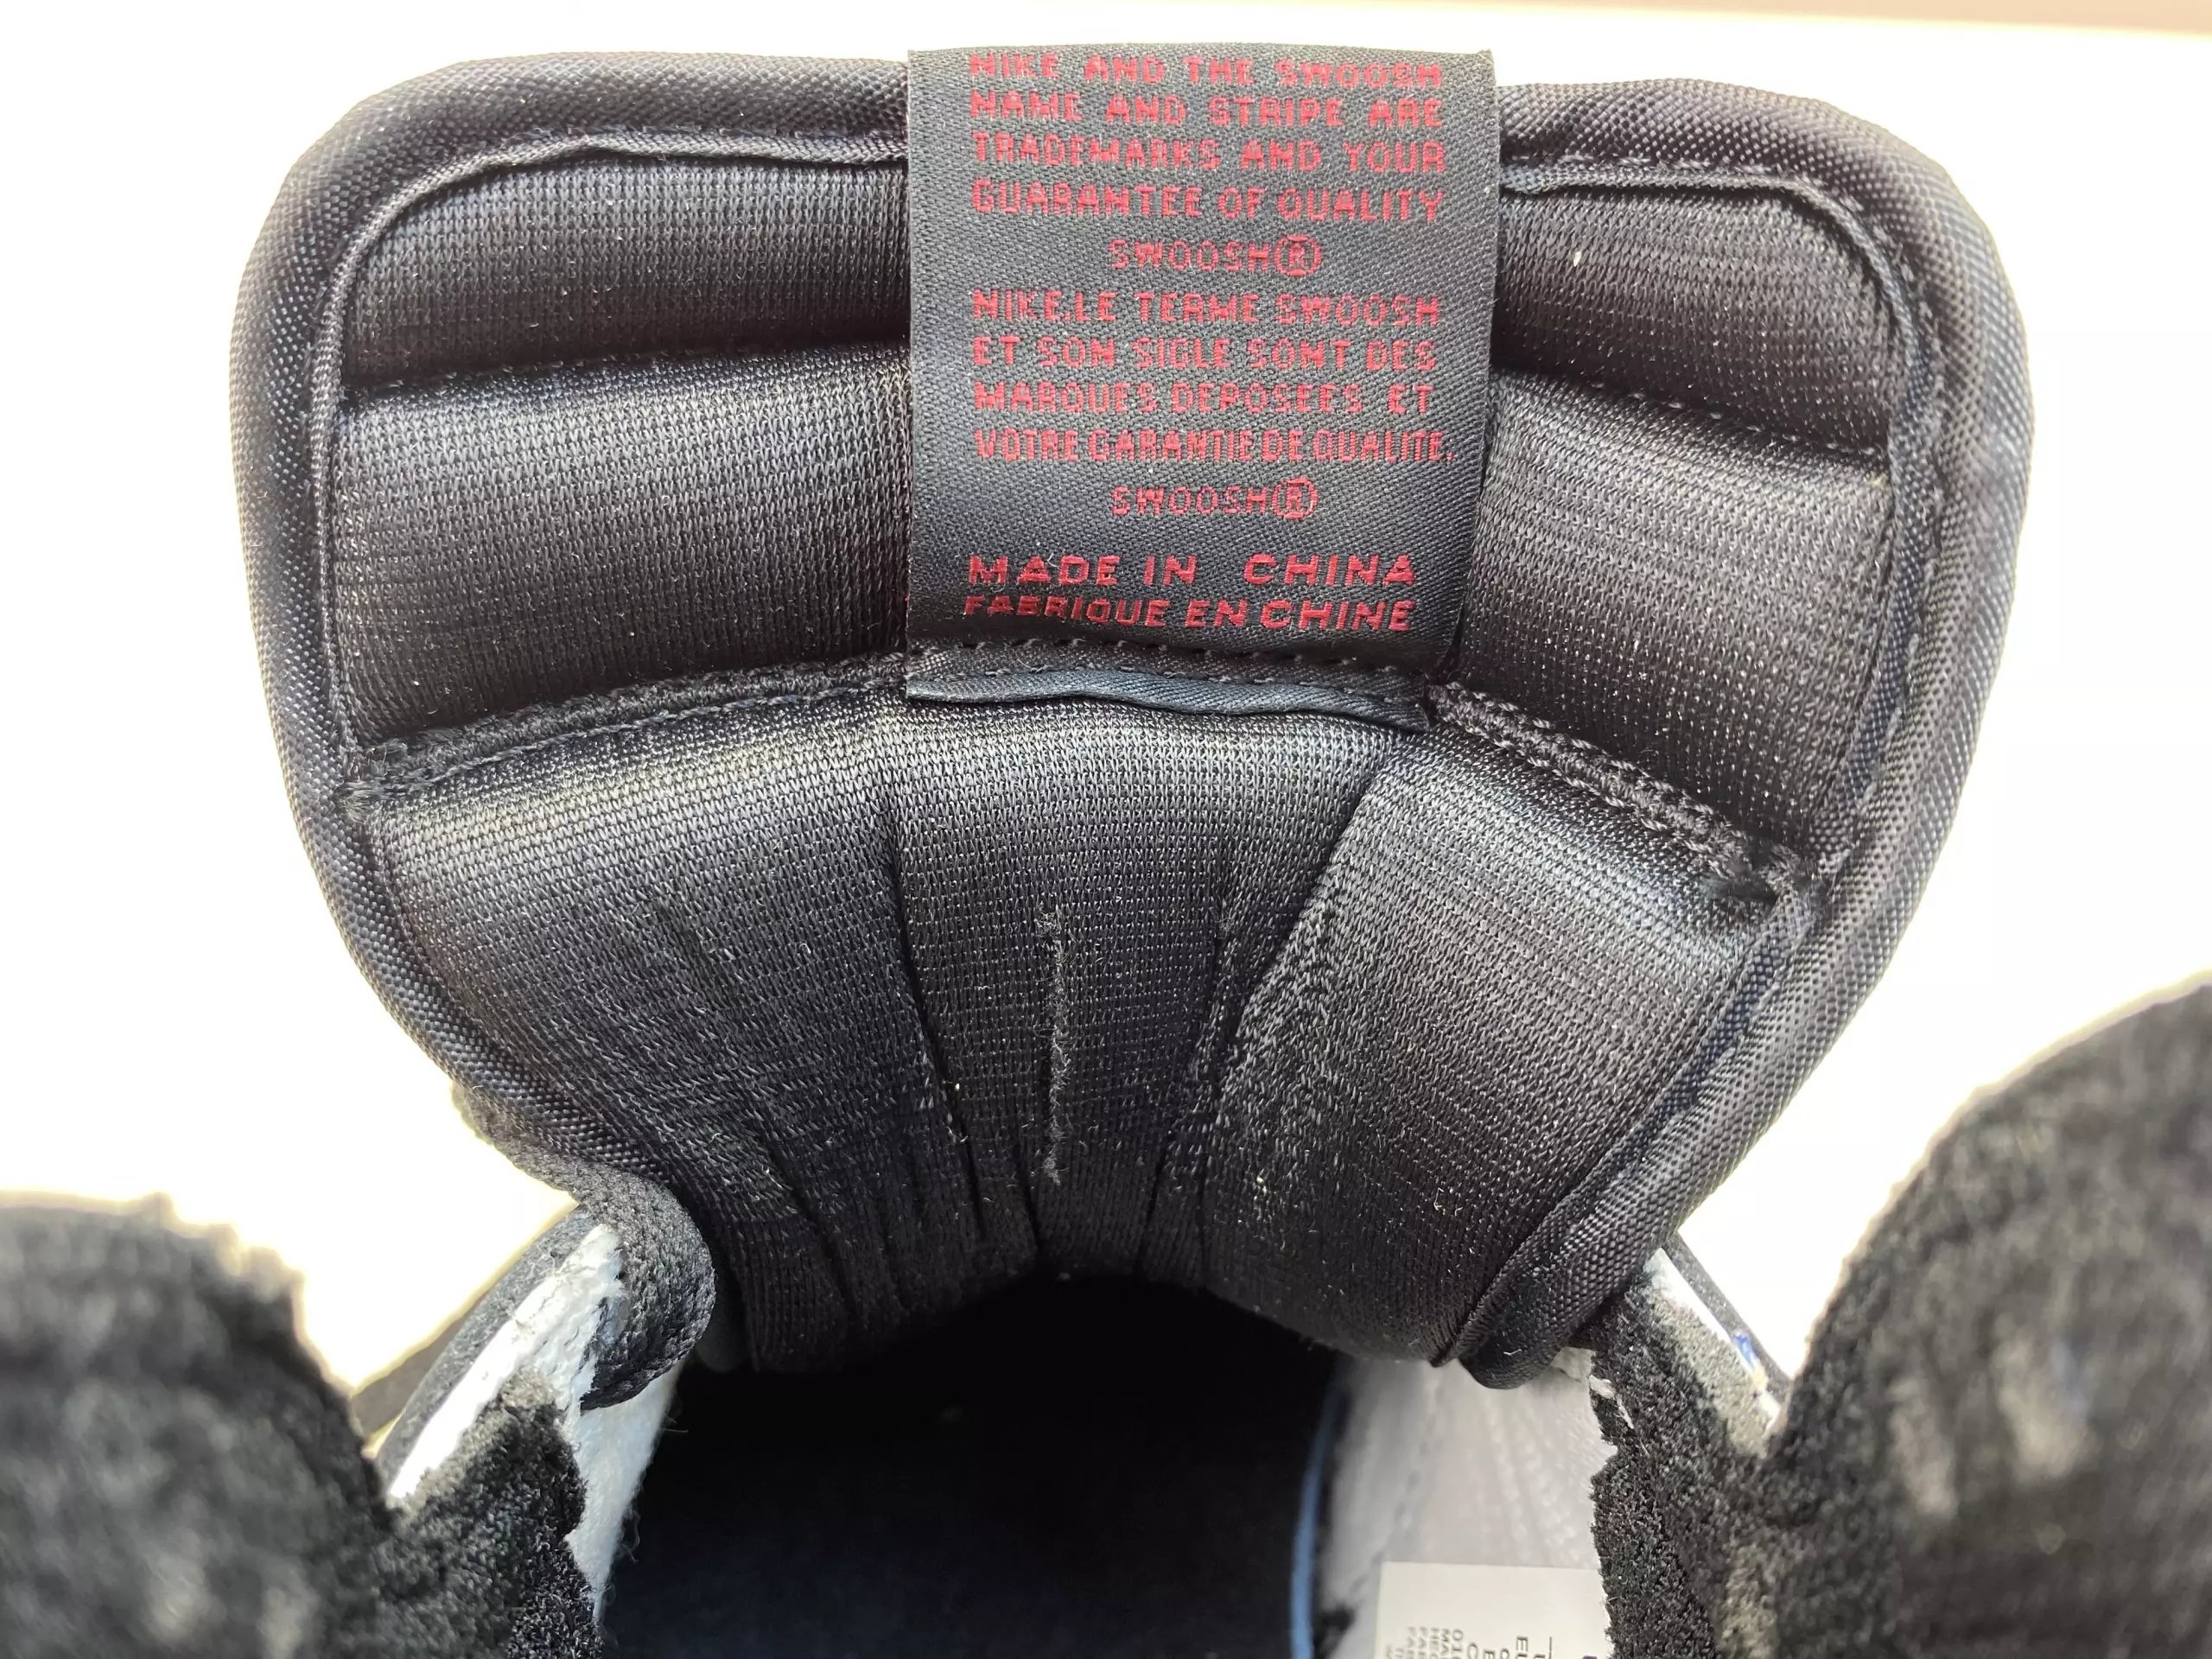 NIKE AND THE SWOOSH
NAME AND STRIPE ARE
TRADEMARKS AND YOUR
GUARANTEE OF QUALITY
SWOOSH®
NIKE.LE TERME SWOOSH
ET SON SIGLE SONT DES
MARQUES DEPOSEES ET
VOTRE GARANTIE DE QUALITE.
SWOOSH®
MADE IN CHINA
FABRIQUE EN CHINE